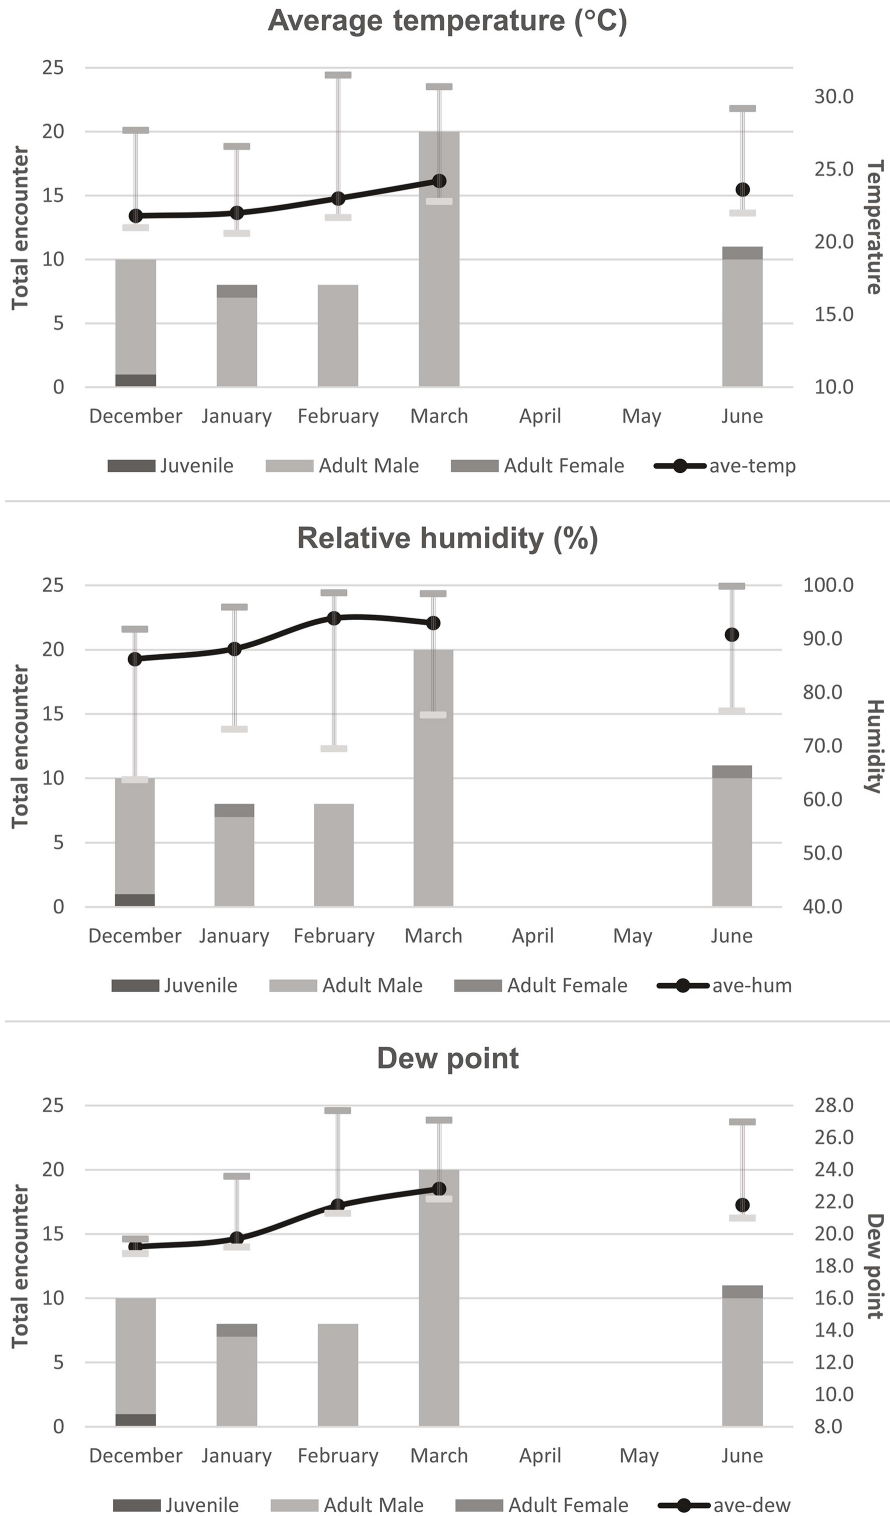 Average temperature (°C)
25
20
15
10
5
0
Total encounter
30.0
25.0
20.0
15.0
10.0
Temperature
December January February March April May June
Juvenile Adult Male Adult Female ave-temp
Relative humidity (%)
25
20
15
10
5
0
Total encounter
100.0
90.0
80.0
70.0
60.0
50.0
40.0
Humidity
December January February March April May June
Juvenile Adult Male Adult Female ave-hum
Dew point
25
20
15
10
5
0
Total encounter
28.0
26.0
24.0
22.0
20.0
18.0
16.0
14.0
12.0
10.0
8.0
Dew point
December January February March April May June
Juvenile Adult Male Adult Female ave-dew